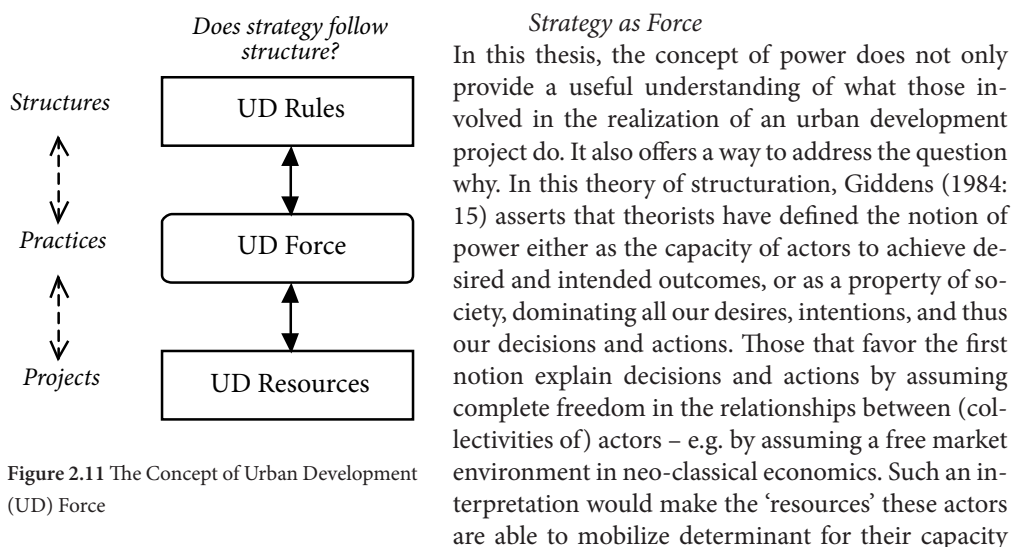 Does strategy follow
structure?
Structures
UD Rules
Practices
UD Force
Projects
UD Resources
Figure 2.11 The Concept of Urban Development
(UD) Force
Strategy as Force
In this thesis, the concept of power does not only
provide a useful understanding of what those in-
volved in the realization of an urban development
project do. It also offers a way to address the question
why. In this theory of structuration, Giddens (1984:
15) asserts that theorists have defined the notion of
power either as the capacity of actors to achieve de-
sired and intended outcomes, or as a property of so-
ciety, dominating all our desires, intentions, and thus
our decisions and actions. Those that favor the first
notion explain decisions and actions by assuming
complete freedom in the relationships between (col-
lectivities of) actors – e.g. by assuming a free market
environment in neo-classical economics. Such an in-
terpretation would make the ‘resources’ these actors
are able to mobilize determinant for their capacity